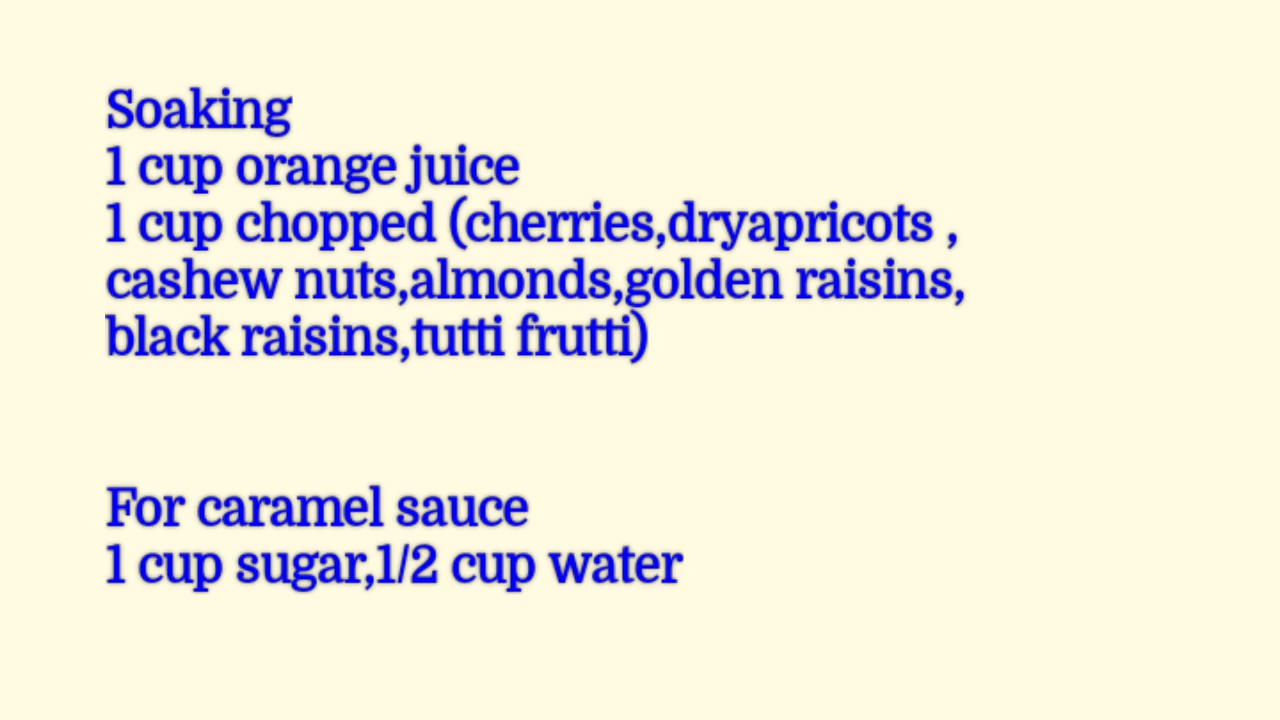 Soaking
1 cup orange juice
1 cup chopped (cherries,dryapricots ,
cashew nuts,almonds,golden raisins,
black raisins,tutti frutti)
For caramel sauce
1 cup sugar,1/2 cup water